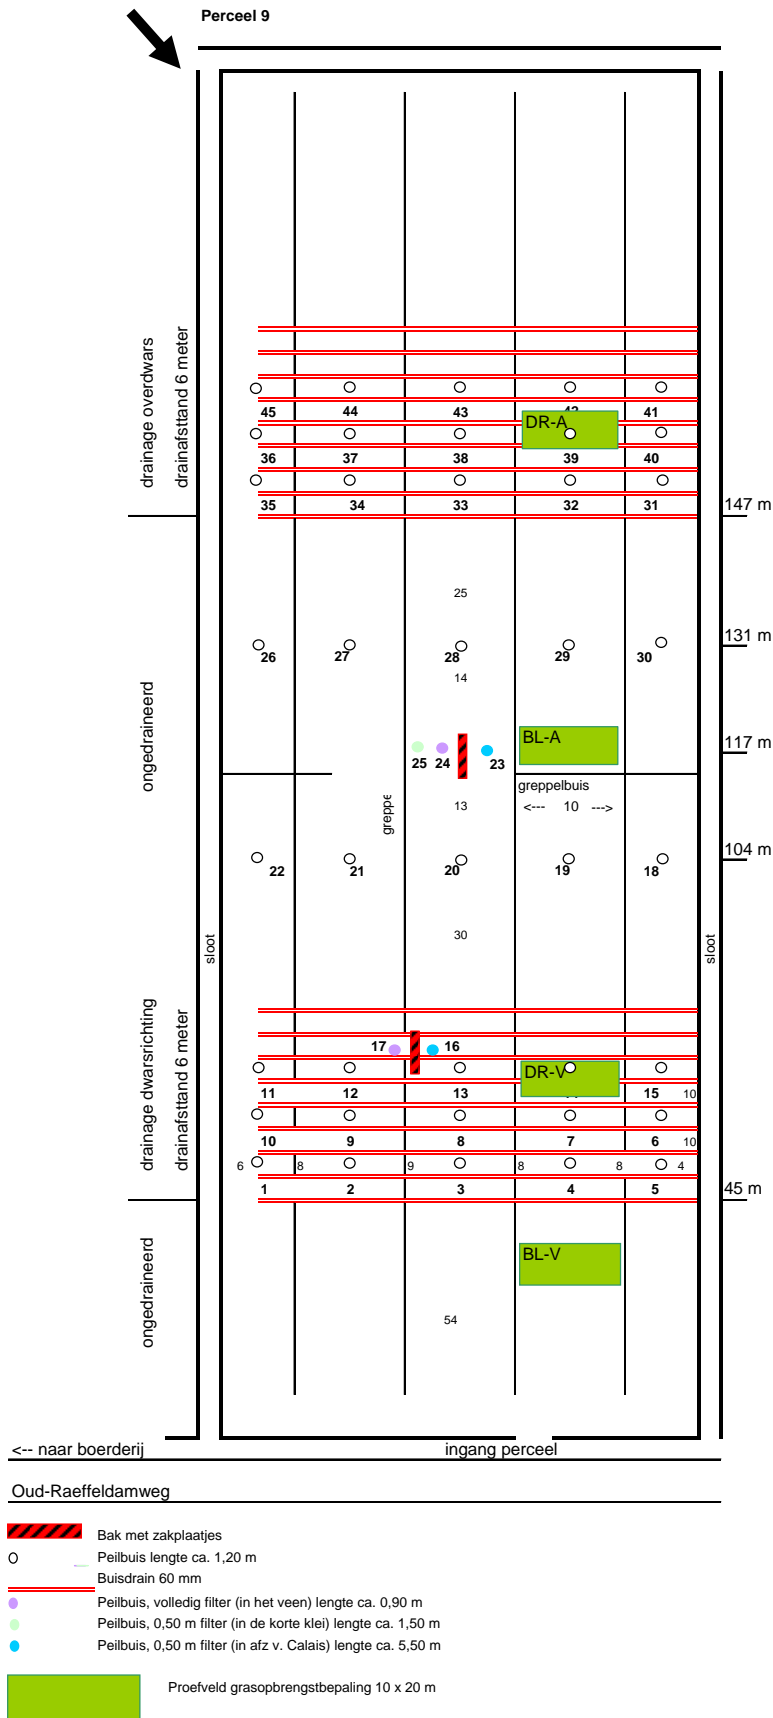 Perceel 9
drainage overdwars
drainafsttand 6 meter
45 44 43 42 41
DR-A
36 37 38 39 40
35 34 33 32 31
147 m
25
131 m
26 27 28 29 30
14
ongedraineerd
BL-A
117 m
25 24 23
greppelbuis
<--- 10 --->
13
greppe
104 m
22 21 20 19 18
30
sloot
sloot
drainage dwarsrichting
drainafsttand 6 meter
17 16
DR-V
11 12 13 15 10
10 9 8 7 6 10
6 8 9 8 8 4
1 2 3 4 5
45 m
ongedraineerd
BL-V
54
<-- naar boerderij
ingang perceel
Oud-Raeffeldamweg
Bak met zakplaatjes
Peilbuis lengte ca. 1,20 m
Buisdrain 60 mm
Peilbuis, volledig filter (in het veen) lengte ca. 0,90 m
Peilbuis, 0,50 m filter (in de korte klei) lengte ca. 1,50 m
Peilbuis, 0,50 m filter (in afz v. Calais) lengte ca. 5,50 m
Proefveld grasopbrengstbepaling 10 x 20 m